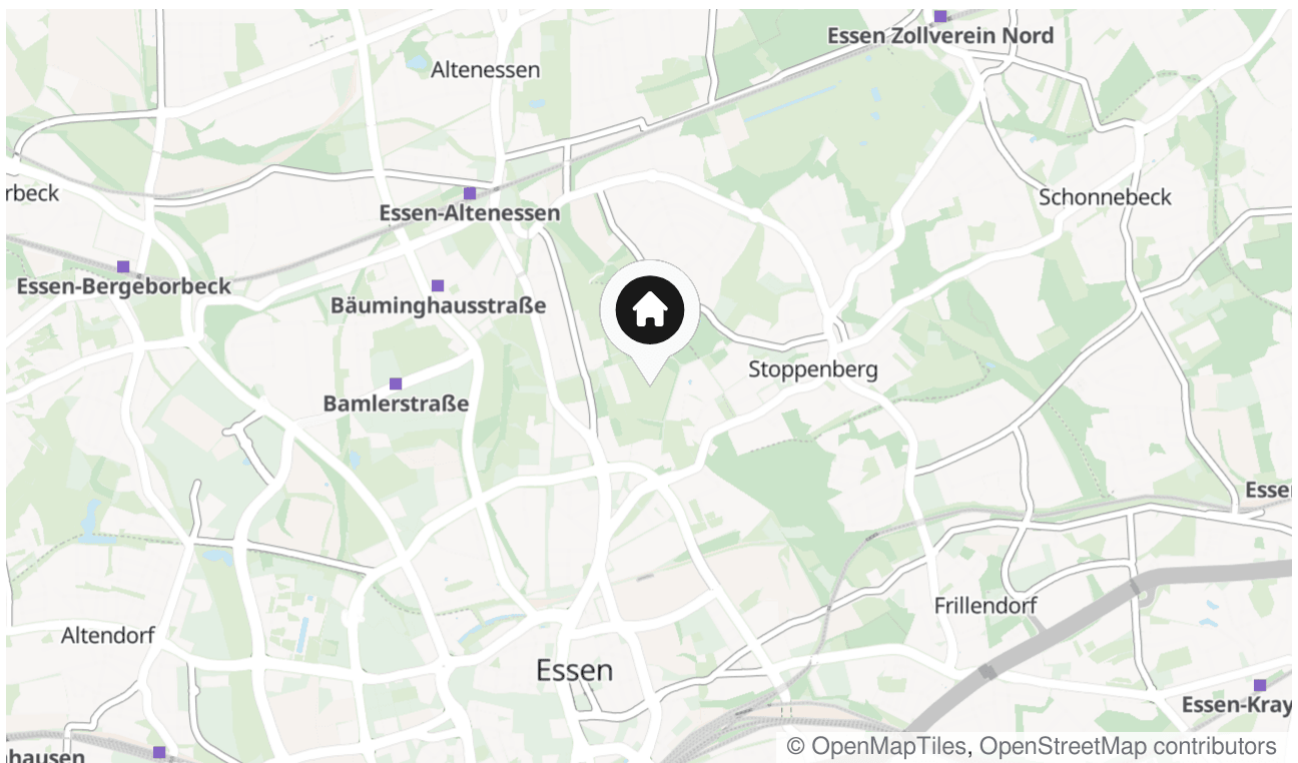 Essen Zollverein Nord
Altenessen
rbeck
Schonnebeck
Essen-Altenessen
Essen-Bergeborbeck
Bäuminghausstraße
Stoppenberg
Bamlerstraße
Esse
Frillendorf
Altendorf
Essen
Essen-Kray
hausen
© OpenMapTiles, OpenStreetMap contributors